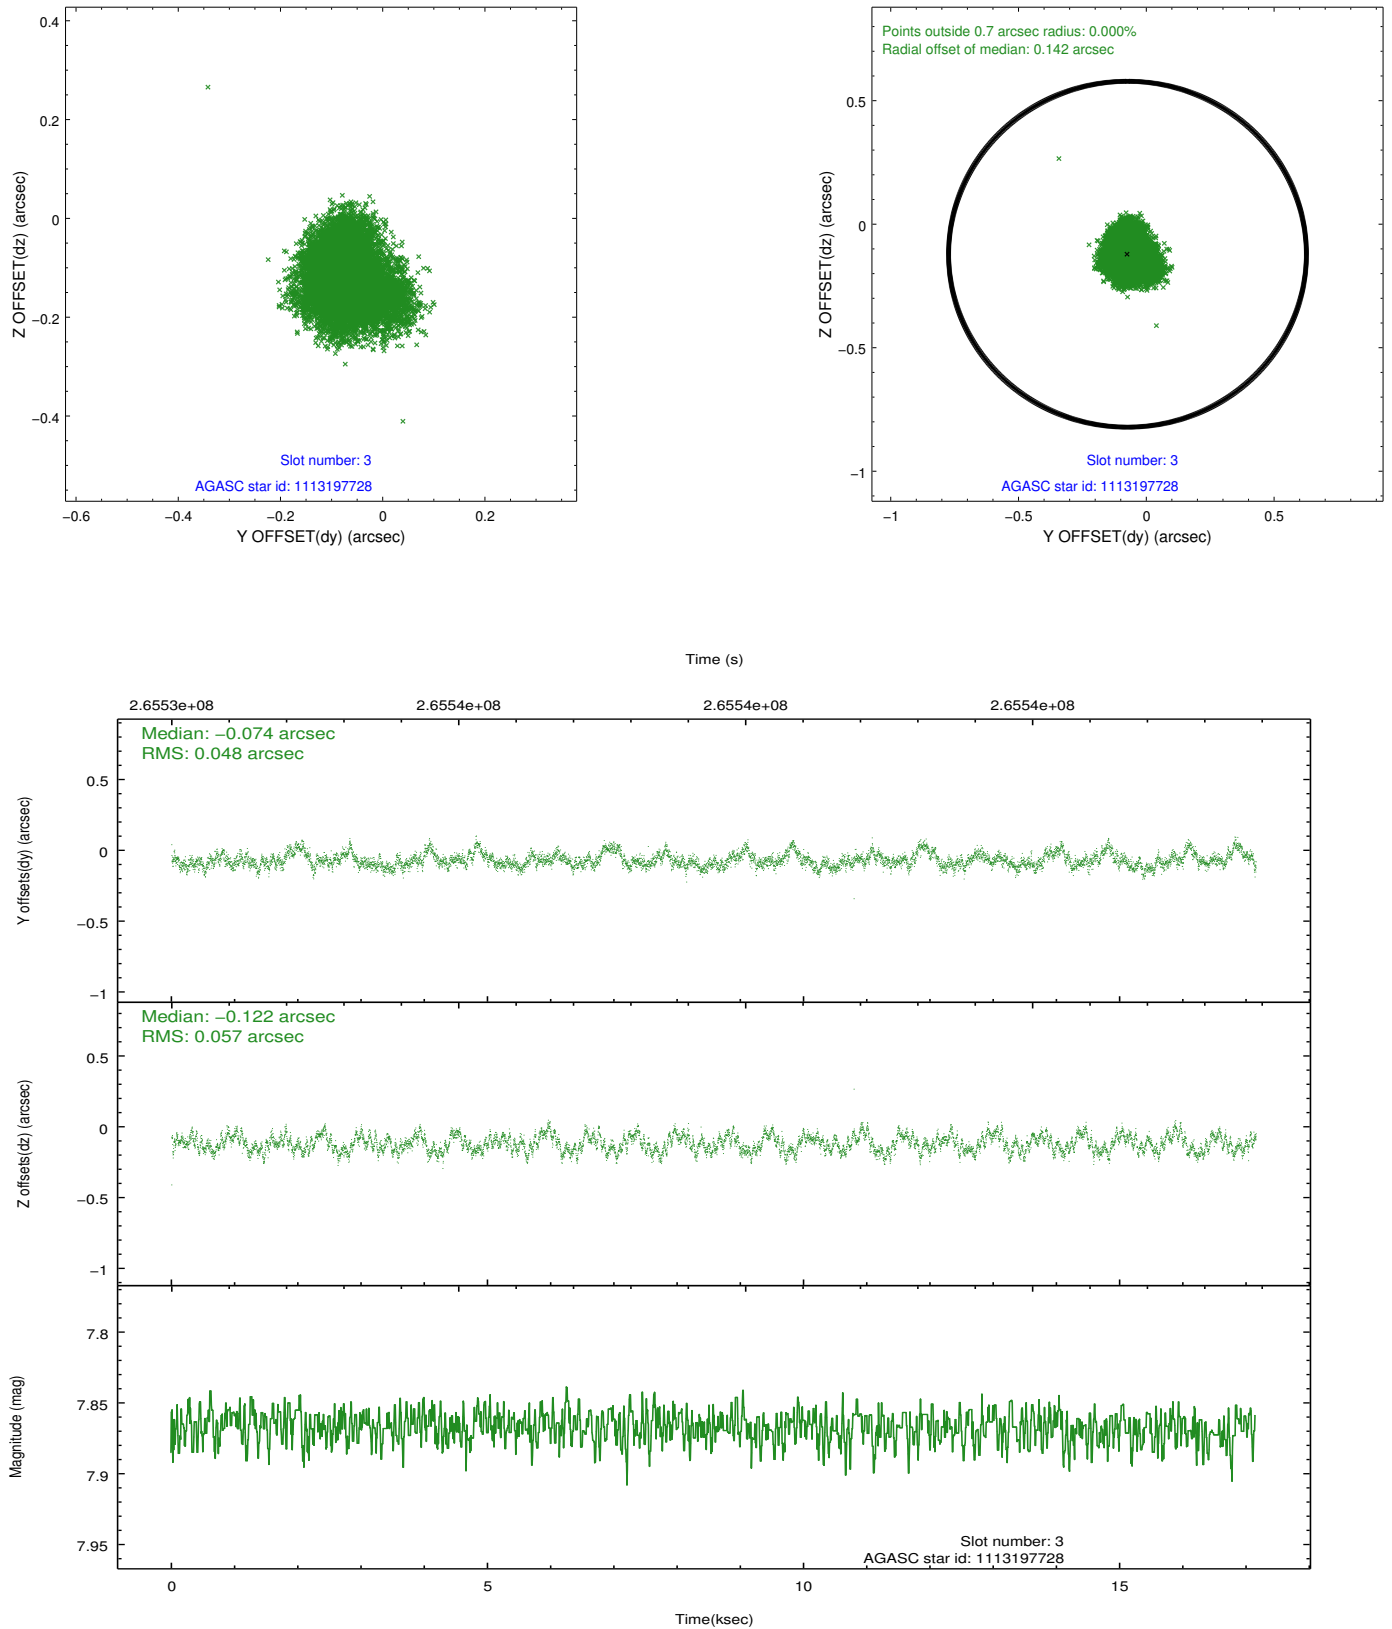 0.4
0.2
0
−0.2
−0.4
Z OFFSET(dz) (arcsec)
Slot number: 3
AGASC star id: 1113197728
−0.6
−0.4
−0.2
0
0.2
Y OFFSET(dy) (arcsec)
Points outside 0.7 arcsec radius: 0.000%
Radial offset of median: 0.142 arcsec
0.5
0
−0.5
−1
Z OFFSET(dz) (arcsec)
Slot number: 3
AGASC star id: 1113197728
−1
−0.5
0
0.5
Y OFFSET(dy) (arcsec)
Time (s)
2.6553e+08
2.6554e+08
2.6554e+08
2.6554e+08
Median: −0.074 arcsec
RMS: 0.048 arcsec
0.5
0
−0.5
−1
Y offsets(dy) (arcsec)
Median: −0.122 arcsec
RMS: 0.057 arcsec
0.5
0
−0.5
−1
Z offsets(dz) (arcsec)
7.8
7.85
7.9
7.95
Magnitude (mag)
Slot number: 3
AGASC star id: 1113197728
0
5
10
15
Time(ksec)